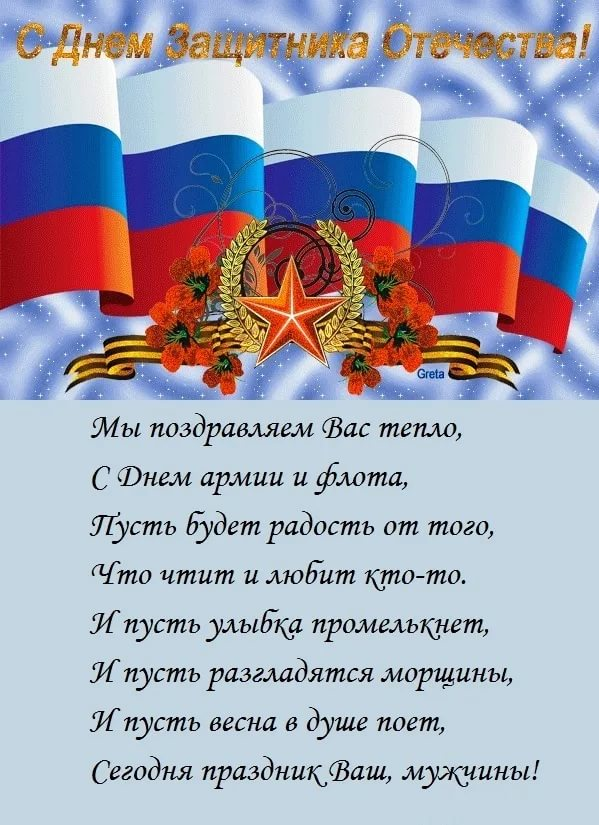 С Днем Защитника Отечества!
Greta
Мы поздравляем Вас тепло,
С Днем армии и флота,
Пусть будет радость от того,
Что чтит и любит кто-то.
И пусть улыбка промелькнет,
И пусть разгладятся морщины,
И пусть весна в душе поет,
Сегодня праздник Ваш, мужчины!